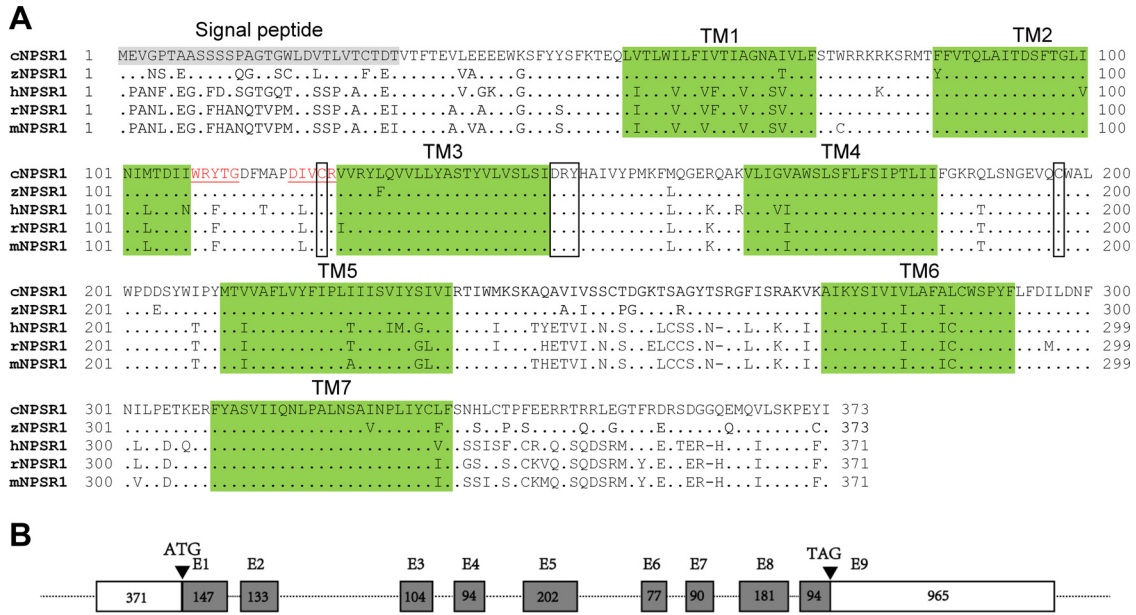 A
Signal peptide TM1 TM2
cNPSR1 1 MEVGPTAASSSSPAGTGWLDVTLVTCTDTVTFTEVLEEEEWKSFYYSFKTEQLVTLWILFIVTIAGNAIVLFSTWRRKRKSRMTFFVTQLAITDSFTGLI 100
zNPSR1 1 ...NS.E.....QG..SC..L....F.E.......VA....G..........................T...............Y............... 100
hNPSR1 1 .PANF.EG.FD.SGTGQT..SSP.A..E.......V.GK..G...........I...V..VF..V..SV.........K....................V 100
rNPSR1 1 .PANL.EG.FHANQTVPM..SSP.A..EI.....A.VA...G...S.......I...V..VF..V..SV............................... 100
mNPSR1 1 .PANL.EG.FHANQTVPM..SSP.A..EI.....A.VA...G...S.......I...V..VF..V..SV.....C......................... 100
TM3 TM4
cNPSR1 101 NIMTDIIWRYTGDFMAPDIVCRVVRYLQVVLLYASTYVLVSLSIDRYHAIVYPMKFMQGERQAKVLIGVAWSLSFLFSIPTLIIFGKRQLSNGEVQCWAL 200
zNPSR1 101 ..........................F.............................L........................................... 200
hNPSR1 101 ..L...N..F....T...L.....................................L...K..R...VI...................T........... 200
rNPSR1 101 ..L......F........L...I.................................L...K.......I...................T........... 200
mNPSR1 101 ..L......F........L.....................................L...K.......I...................T........... 200
TM5 TM6
cNPSR1 201 WPDDSYWIPYMTVVAFLVYFIPLIIISVIYSIVIRTIWMKSKAQAVIVSSCTDGKTSAGYTSRGFISRAKVKAIKYSIVIVLAFALCWSPYFLFDILDNF 300
zNPSR1 201 ...E.........................................A.I...PG....R.......................I...I.............. 300
hNPSR1 201 .......T....I..........T...IM.G..........TYETVI.N.S..LCSS.N-..L..K..I.......I....I...IC............. 299
rNPSR1 201 .......T....I..........I......GL......I..THETVI.N.S.ELCCSS.N-..L..K..I............I...IC.........M... 299
mNPSR1 201 .......T....I..........A......GL.........THETVI.N.S..LCCSS.N-..L..K..I............I...IC............. 299
TM7
cNPSR1 301 NILPETKERFYASVIIQNLPALNSAINPLIYCLFSNHLCTPFEERRTRRLEGTFRDRSDGGQEMQVLSKPEYI 373
zNPSR1 301 .........................V......F..S..P.S.....Q..G....E......Q........C. 373
hNPSR1 300 .L..D.Q.........................V.SSISF.CR.Q.SQDSRM...E.TER-H...I.....F. 371
rNPSR1 300 .L..D...........................I.GS..S.CKVQ.SQDSRM.Y.E..ER-H...I.....F. 371
mNPSR1 300 .V..D...........................I.SSI.S.CKMQ.SQDSRM.Y.E..ER-H...I.....F. 371
B
ATG E1 E2 E3 E4 E5 E6 E7 E8 TAG E9
371 147 133 104 94 202 77 90 181 94 965